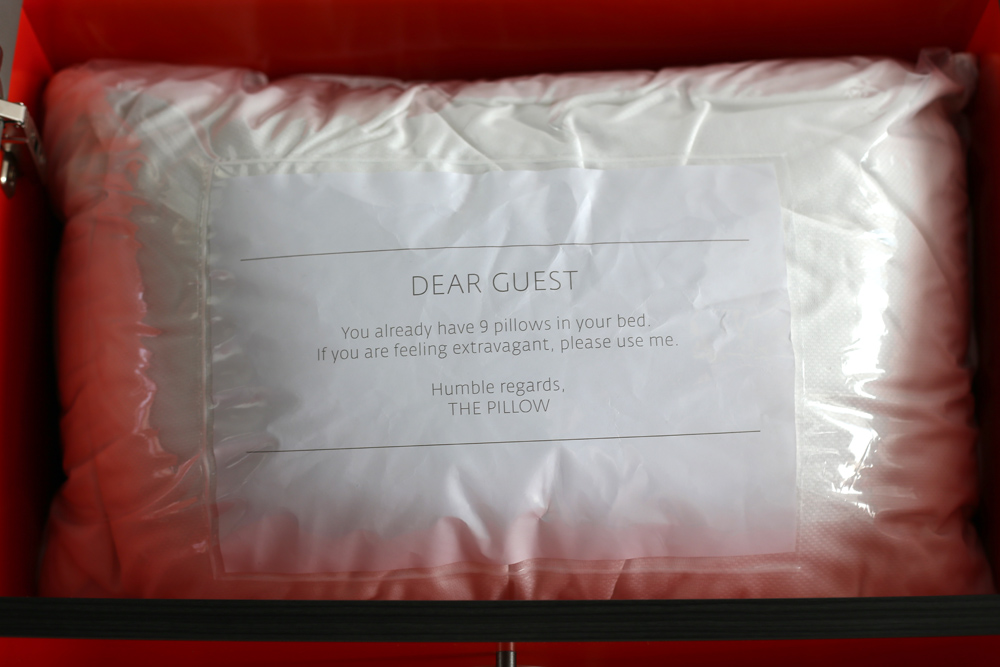 DEAR GUEST
You already have 9 pillows in your bed.
If you are feeling extravagant, please use me.
Humble regards,
THE PILLOW